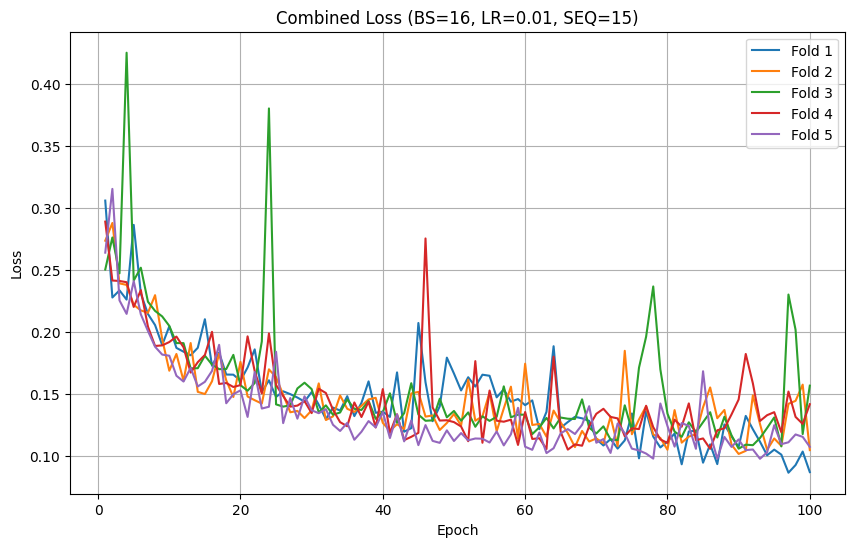 Combined Loss (BS=16, LR=0.01, SEQ=15)
Fold 1
Fold 2
Fold 3
Fold 4
Fold 5
Loss
0.40
0.35
0.30
0.25
0.20
0.15
0.10
0
20
40
60
80
100
Epoch